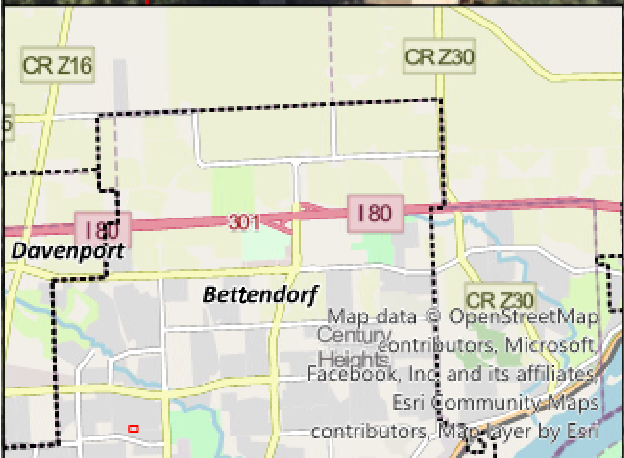 CR Z16
CR Z30
5
I 80
301
I 80
Davenport
Bettendorf
CR Z30
Map data © OpenStreetMap
contributors, Microsoft,
Facebook, Inc. and its affiliates,
Esri Community Maps
contributors, Map layer by Esri
Century
Heights